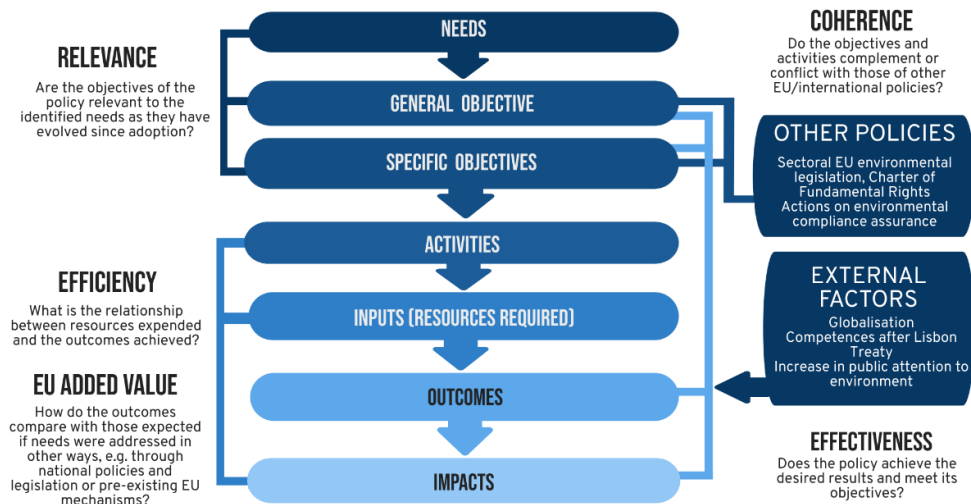 RELEVANCE
Are the objectives of the
policy relevant to the
identified needs as they have
evolved since adoption?
EFFICIENCY
What is the relationship
between resources expended
and the outcomes achieved?
EU ADDED VALUE
How do the outcomes
compare with those expected
if needs were addressed in
other ways, e.g. through
national policies and
legislation or pre-existing EU
mechanisms?
NEEDS
GENERAL OBJECTIVE
SPECIFIC OBJECTIVES
ACTIVITIES
INPUTS (RESOURCES REQUIRED)
OUTCOMES
IMPACTS
COHERENCE
Do the objectives and
activities complement or
conflict with those of other
EU/international policies?
OTHER POLICIES
Sectoral EU environmental
legislation, Charter of
Fundamental Rights
Actions on environmental
compliance assurance
EXTERNAL
FACTORS
Globalisation
Competences after Lisbon
Treaty
Increase in public attention to
environment
EFFECTIVENESS
Does the policy achieve the
desired results and meet its
objectives?